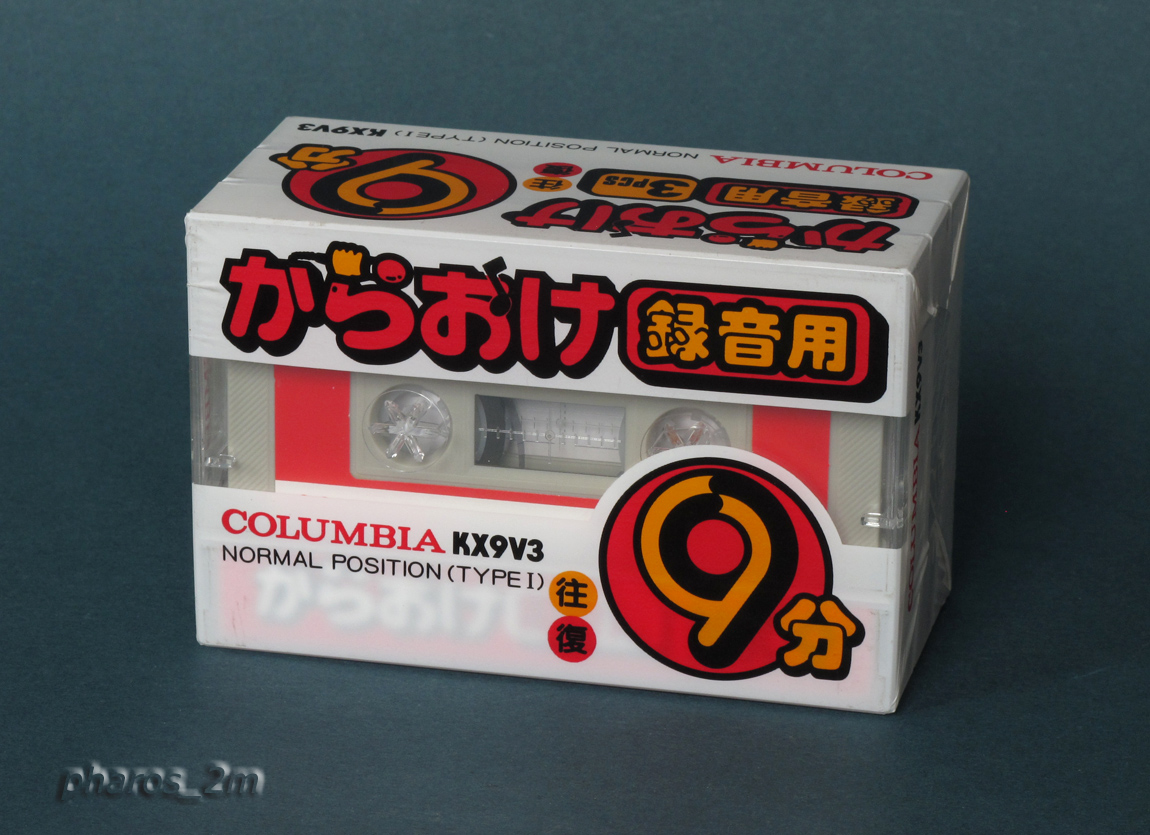 KX9V3 NORMAL POSITION (TYPE I) COLUMBIA
9分 往復 3PCS 録音用
からおけ
からおけ 録音用
COLUMBIA KX9V3
NORMAL POSITION (TYPE I)
往復
9分
からおけ
COLUMBIA KX9V3
pharos_2m